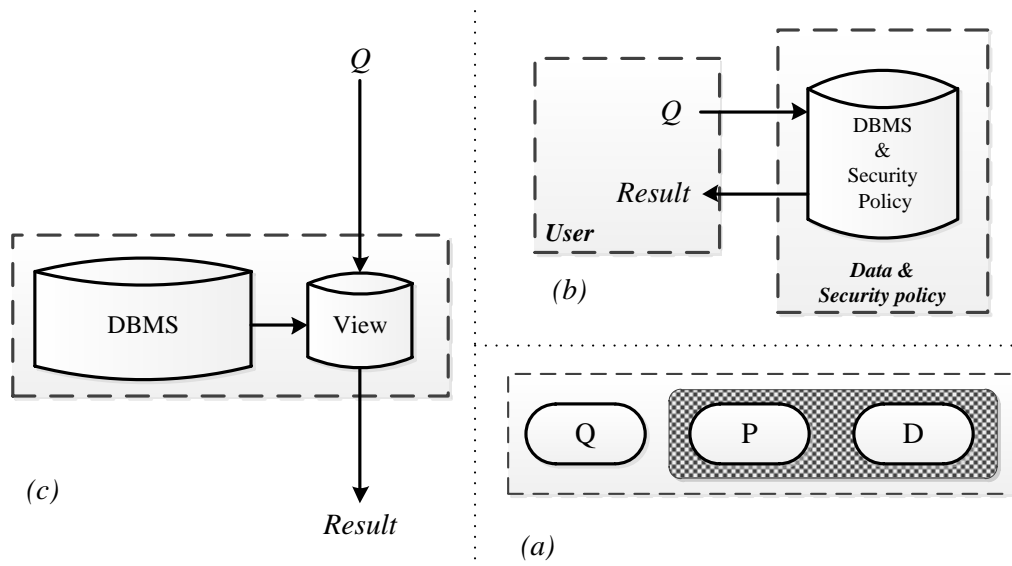 Q
DBMS
View
(c)
Result
Q
Result
User
DBMS
&
Security
Policy
Data &
Security policy
(b)
Q
P
D
(a)